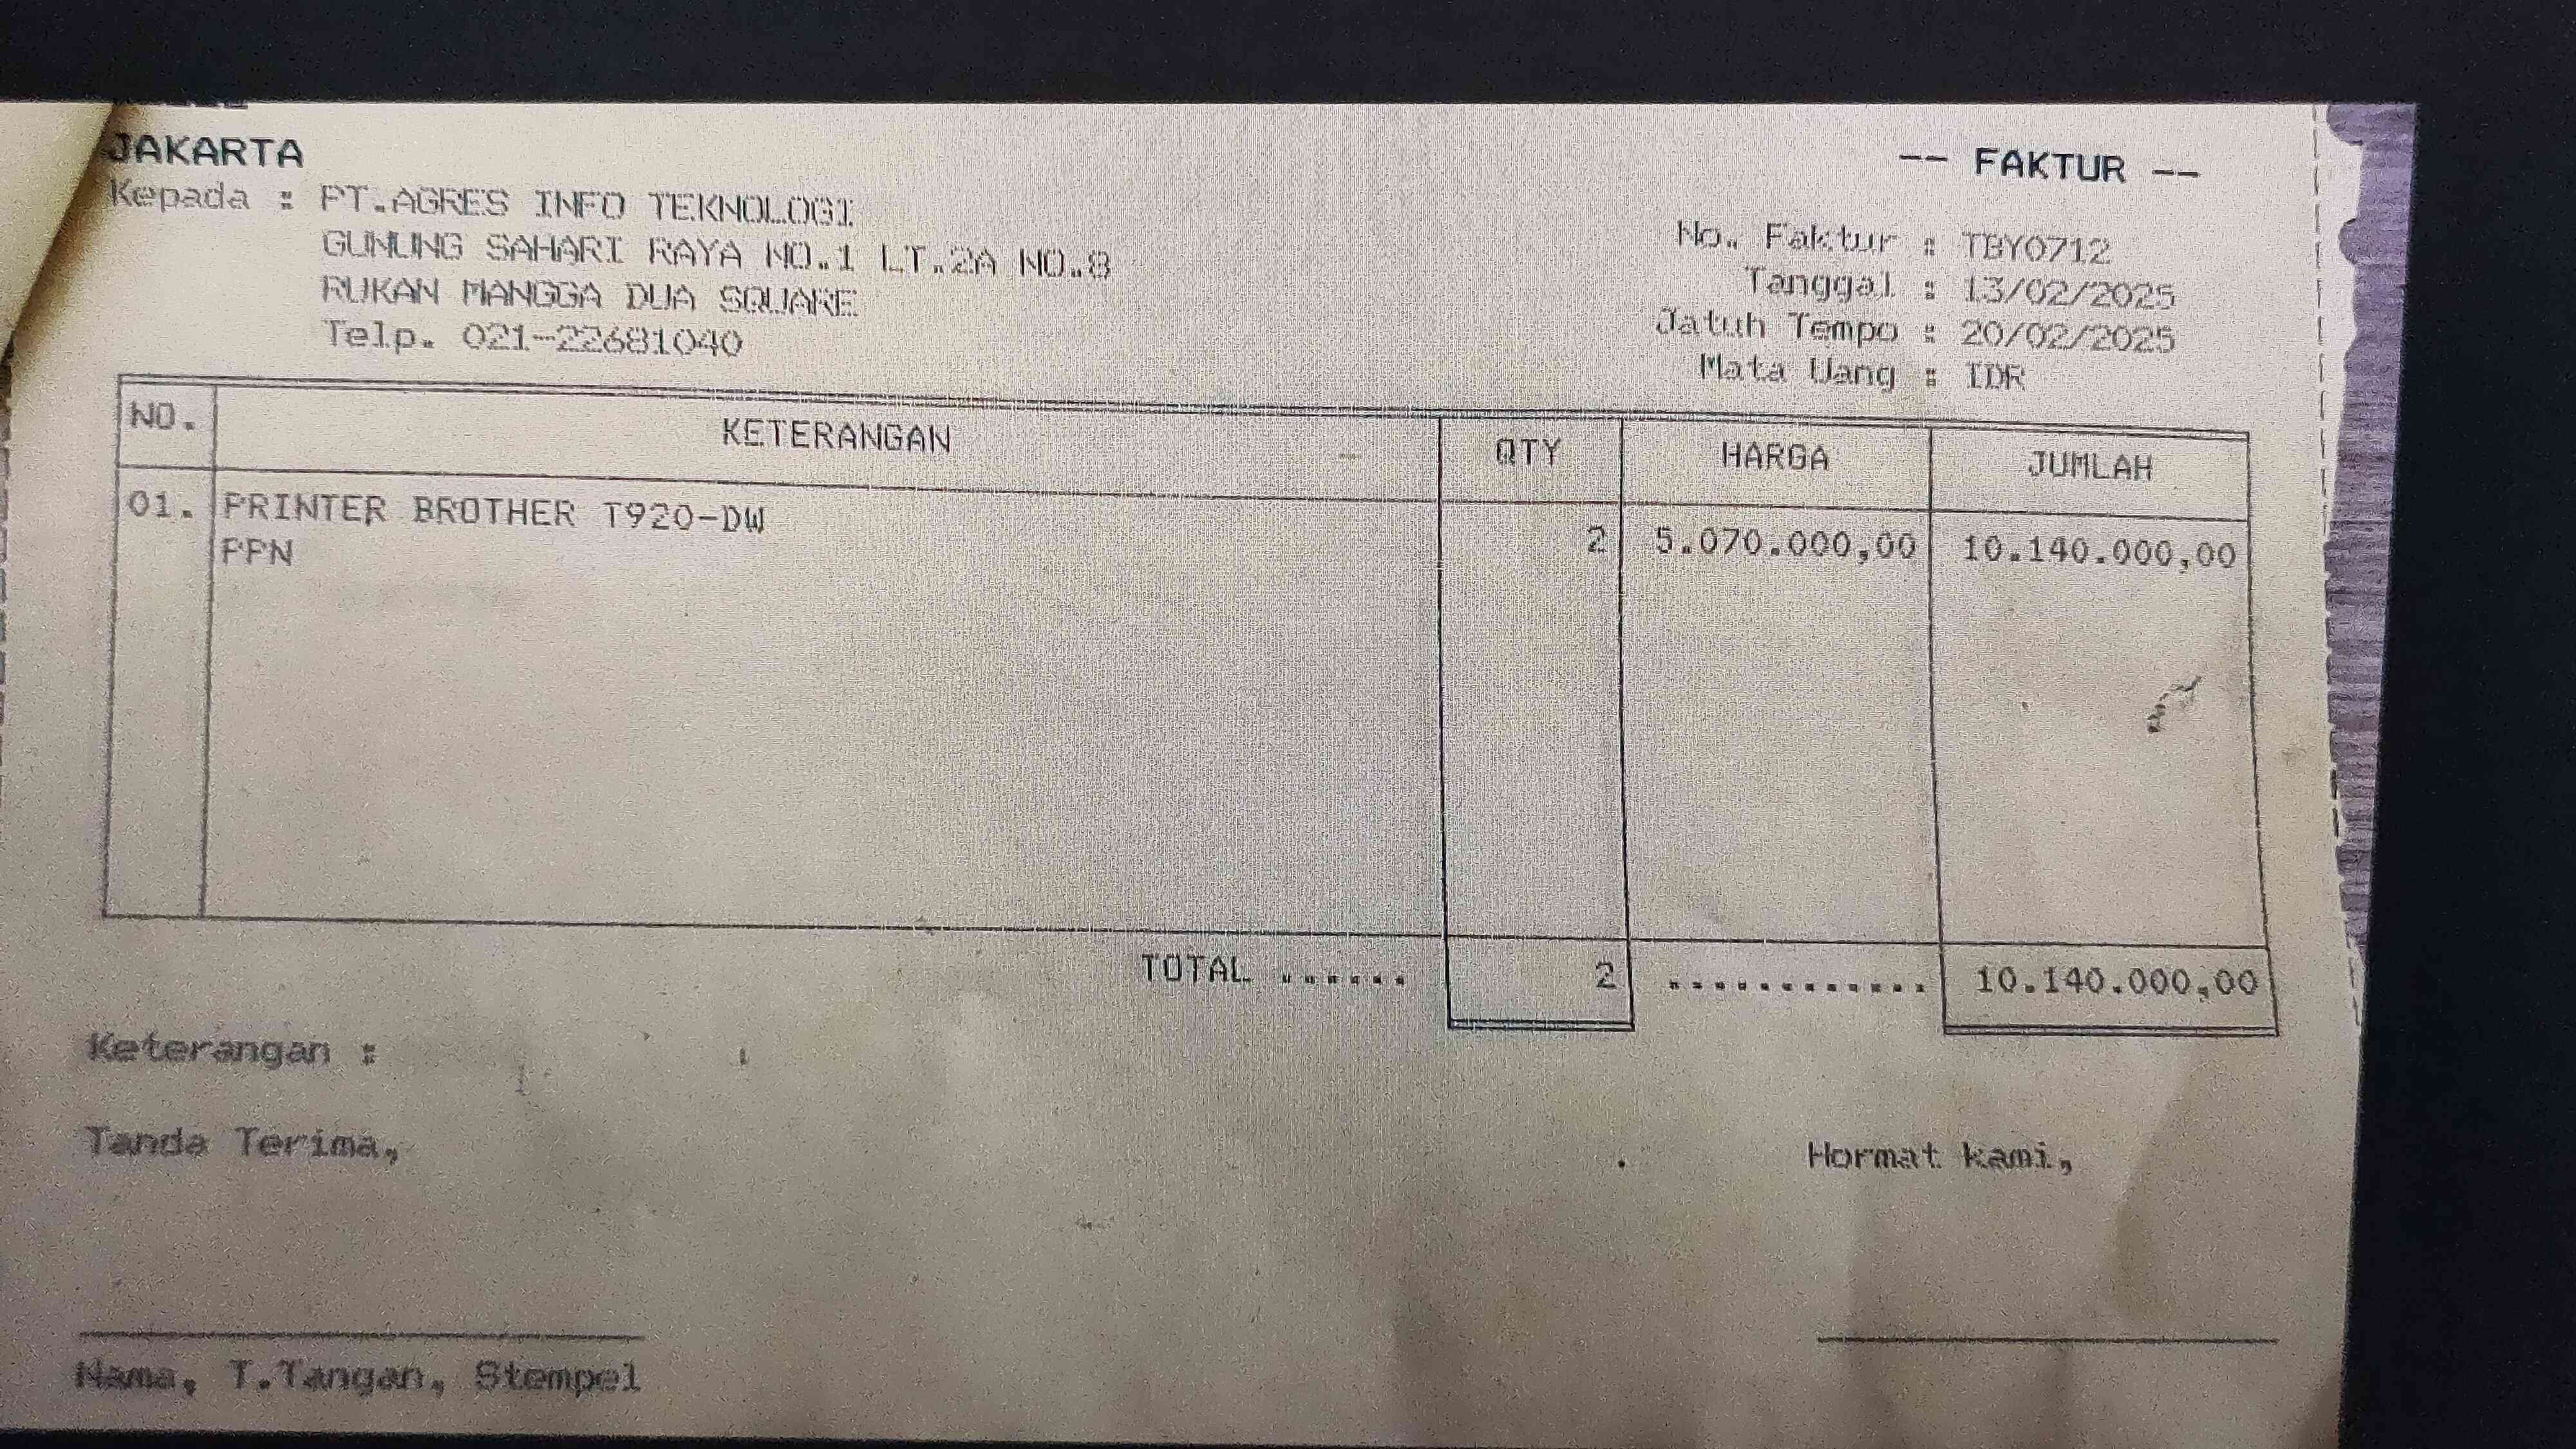 JAKARTA
-- FAKTUR --
Kepada : PT.AGRES INFO TEKNOLOGI
GUNUNG SAHARI RAYA NO.1 LT.2A NO.8
RUKAN MANGGA DUA SQUARE
Telp. 021-22681040
No. Faktur : TBY0712
Tanggal : 13/02/2025
Jatuh Tempo : 20/02/2025
Mata Uang : IDR
NO. KETERANGAN QTY HARGA JUMLAH
01. PRINTER BROTHER T920-DW 2 5.070.000,00 10.140.000,00
PPN
TOTAL ...... 2 ............ 10.140.000,00
Keterangan :
Tanda Terima,
Hormat kami,
Nama, T.Tangan, Stempel